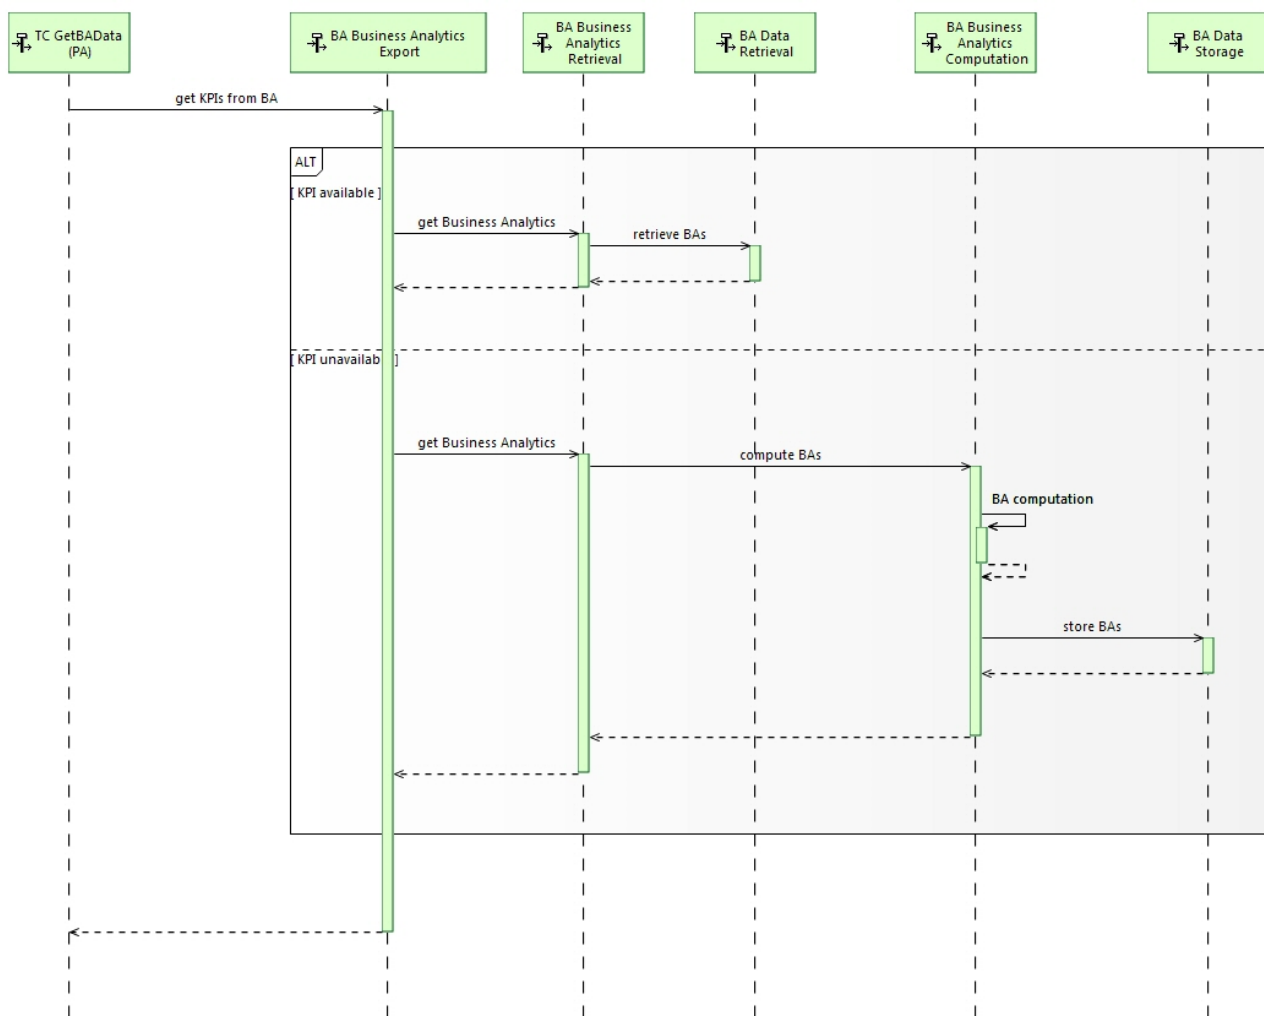 TC GetBAData
(PA)
BA Business Analytics
Export
BA Business
Analytics
Retrieval
BA Data
Retrieval
BA Business
Analytics
Computation
BA Data
Storage
get KPIs from BA
ALT
[ KPI available ]
get Business Analytics
retrieve BAs
[ KPI unavailable ]
get Business Analytics
compute BAs
BA computation
store BAs